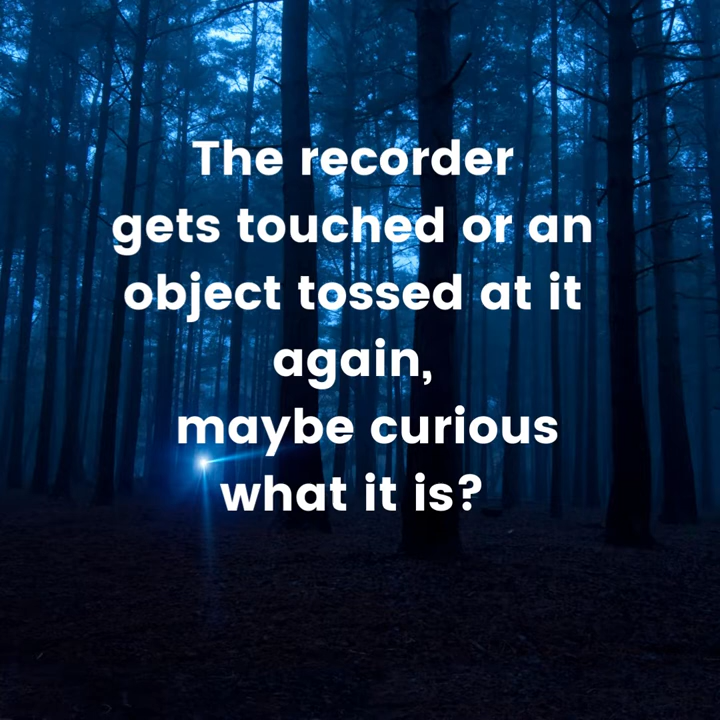 The recorder
gets touched or an
object tossed at it
again,
maybe curious
what it is?